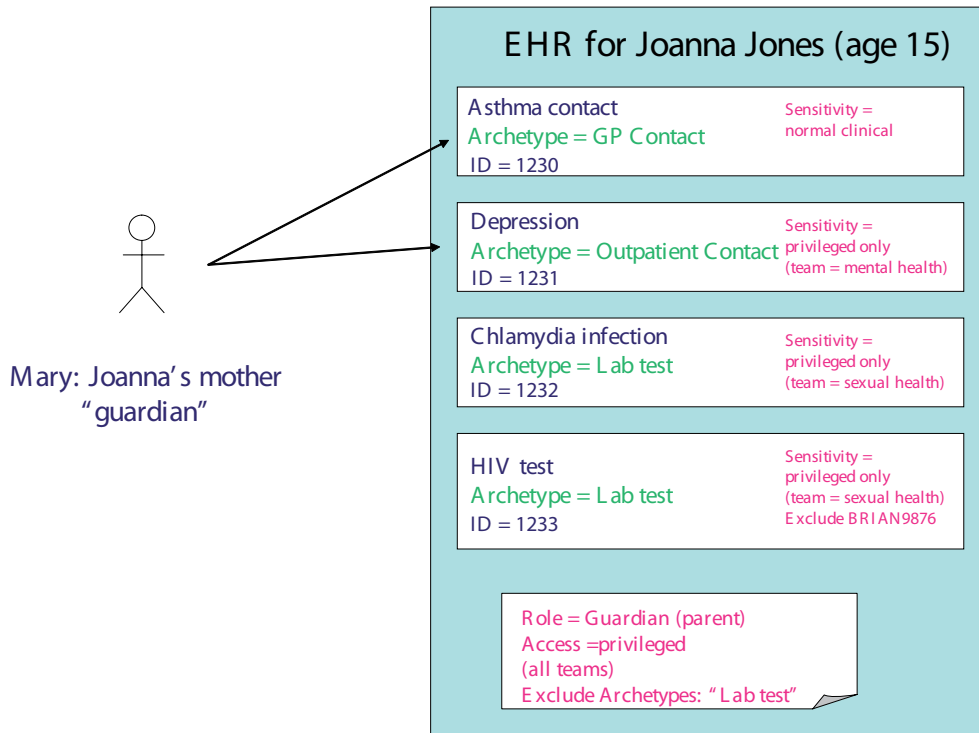 EHR for Joanna Jones (age 15)
Asthma contact
Archetype = GP Contact
ID = 1230
Sensitivity =
normal clinical
Depression
Archetype = Outpatient Contact
ID = 1231
Sensitivity =
privileged only
(team = mental health)
Chlamydia infection
Archetype = Lab test
ID = 1232
Sensitivity =
privileged only
(team = sexual health)
HIV test
Archetype = Lab test
ID = 1233
Sensitivity =
privileged only
(team = sexual health)
Exclude BRIAN9876
Mary: Joanna’s mother
“guardian”
Role = Guardian (parent)
Access =privileged
(all teams)
Exclude Archetypes: “Lab test”